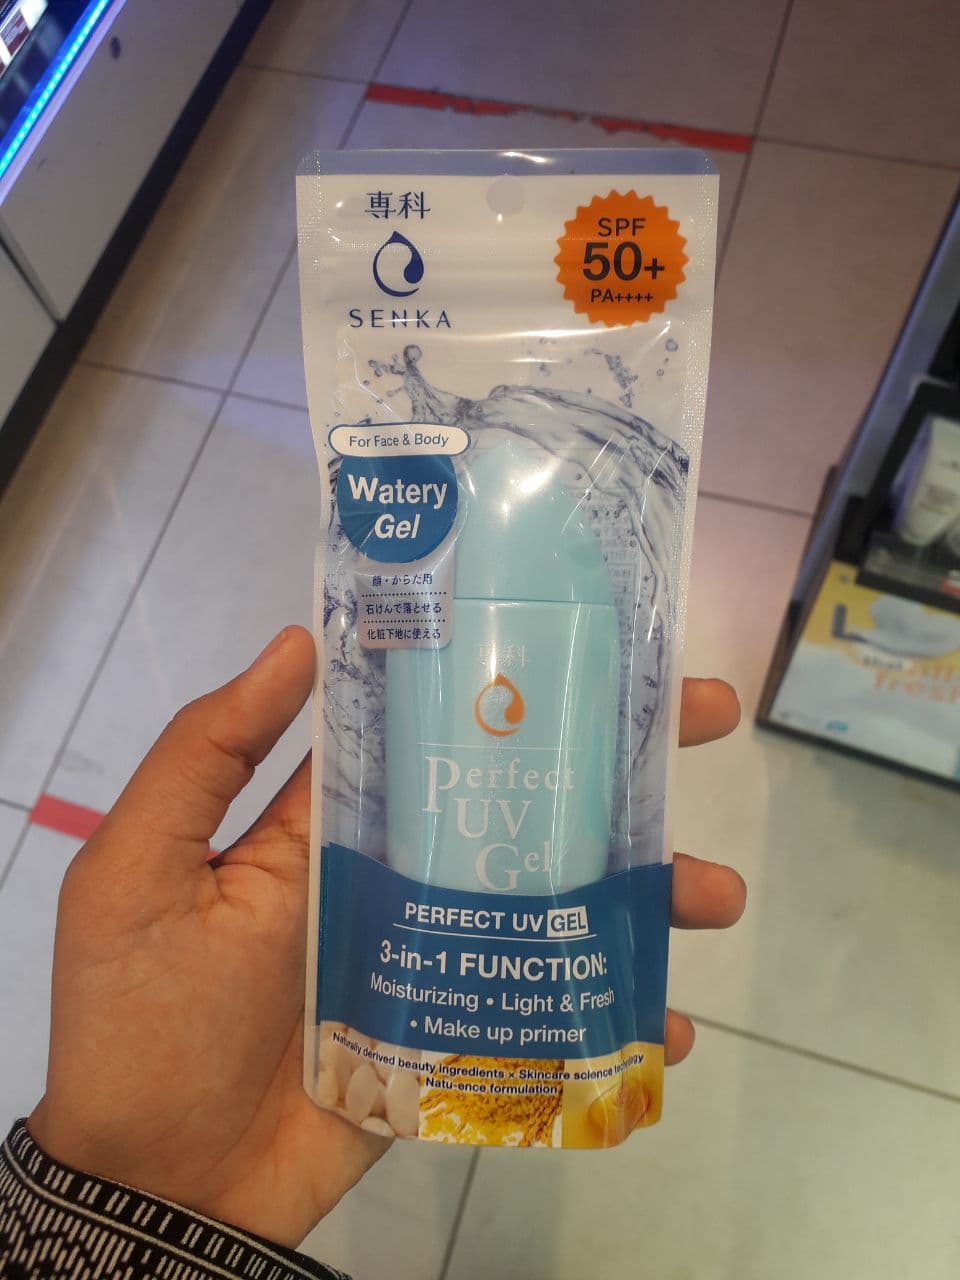 専科
SENKA
SPF
50+
PA++++
For Face & Body
Watery
Gel
顔・からだ用
石けんで落とせる
化粧下地に使える
専科
Perfect
UV
Gel
PERFECT UV GEL
3-in-1 FUNCTION:
Moisturizing • Light & Fresh
• Make up primer
Naturally derived beauty ingredients × Skincare science technology
Natu-ence formulation